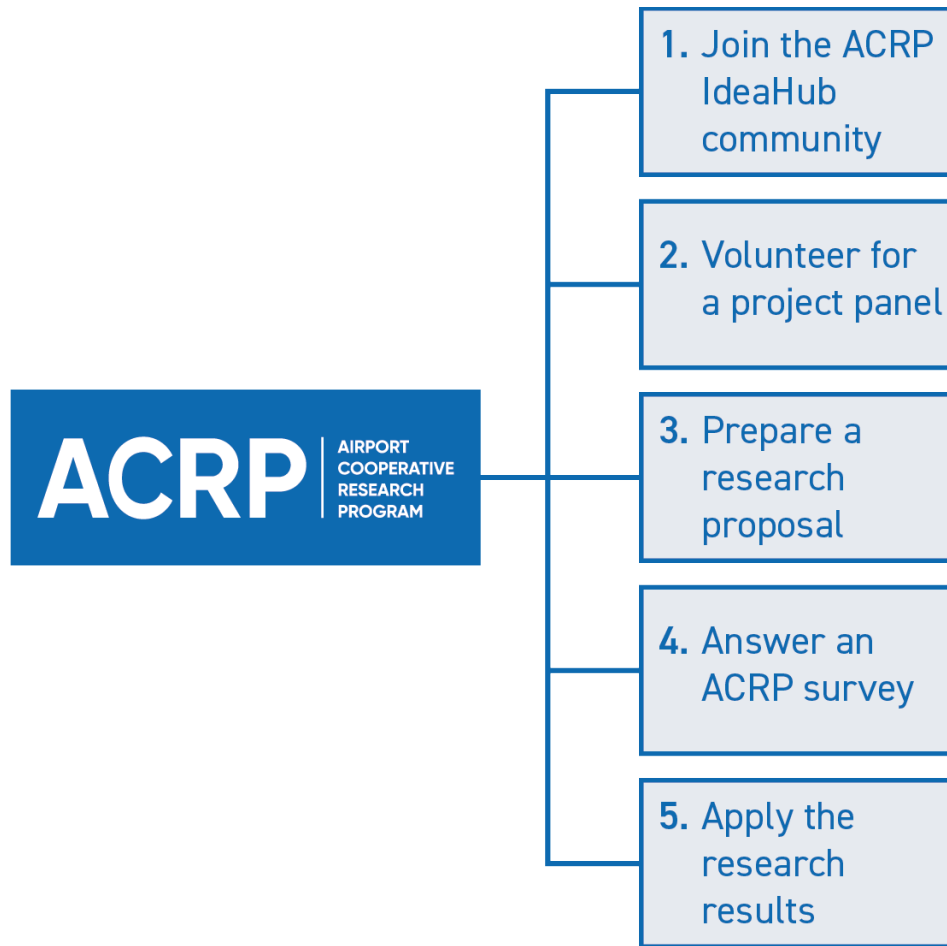 ACRP
AIRPORT
COOPERATIVE
RESEARCH
PROGRAM
1. Join the ACRP
IdeaHub
community
2. Volunteer for
a project panel
3. Prepare a
research
proposal
4. Answer an
ACRP survey
5. Apply the
research
results